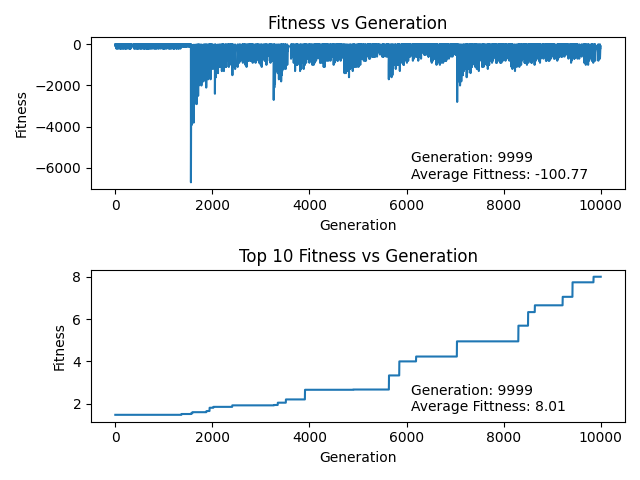 Fitness vs Generation
0
−2000
−4000
−6000
Fitness
Generation: 9999
Average Fittness: -100.77
0 2000 4000 6000 8000 10000
Generation
Top 10 Fitness vs Generation
8
6
4
2
Fitness
Generation: 9999
Average Fittness: 8.01
0 2000 4000 6000 8000 10000
Generation